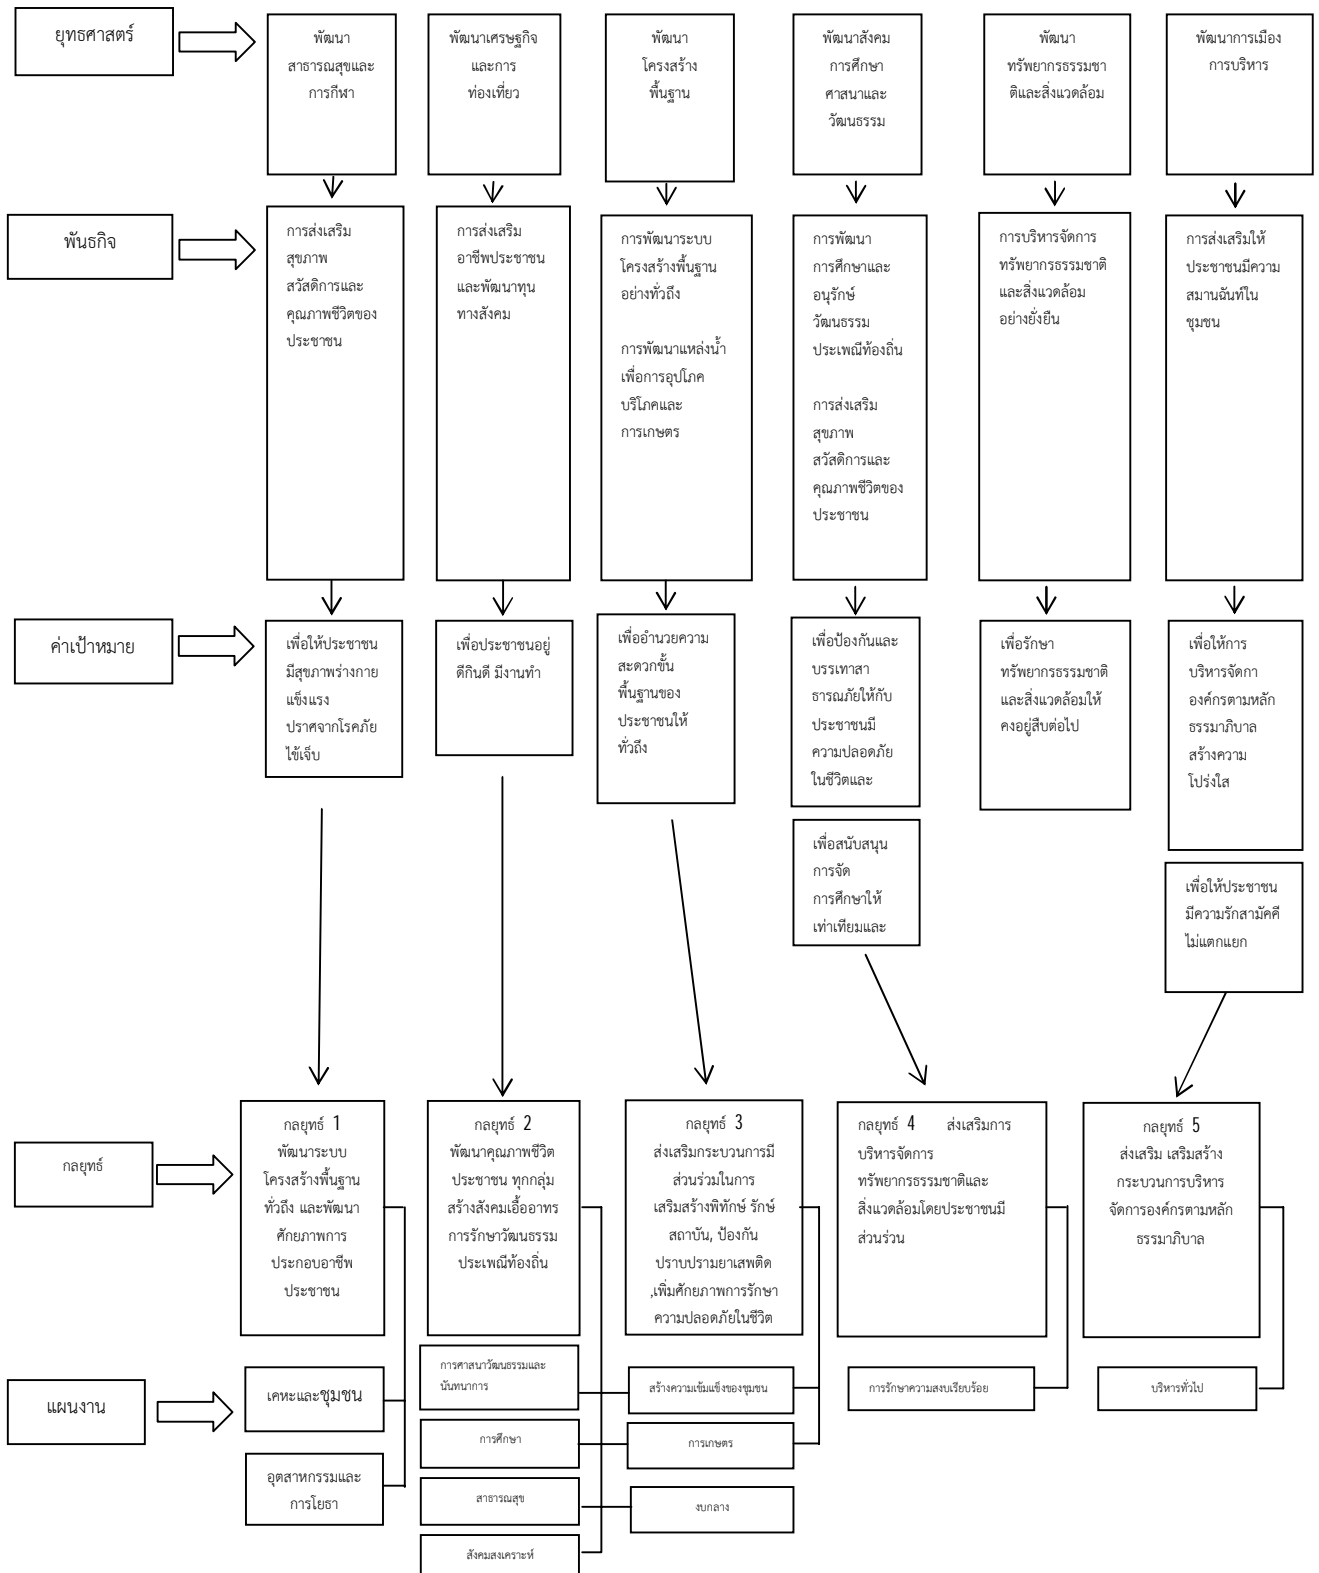 ยุทธศาสตร์
พัฒนา
สาธารณสุขและ
การกีฬา
พัฒนาเศรษฐกิจ
และการ
ท่องเที่ยว
พัฒนา
โครงสร้าง
พื้นฐาน
พัฒนาสังคม
การศึกษา
ศาสนาและ
วัฒนธรรม
พัฒนา
ทรัพยากรธรรมชา
ติและสิ่งแวดล้อม
พัฒนาการเมือง
การบริหาร
พันธกิจ
การส่งเสริม
สุขภาพ
สวัสดิการและ
คุณภาพชีวิตของ
ประชาชน
การส่งเสริม
อาชีพประชาชน
และพัฒนาทุน
ทางสังคม
การพัฒนาระบบ
โครงสร้างพื้นฐาน
อย่างทั่วถึง
การพัฒนาแหล่งน้ำ
เพื่อการอุปโภค
บริโภคและ
การเกษตร
การพัฒนา
การศึกษาและ
อนุรักษ์
วัฒนธรรม
ประเพณีท้องถิ่น
การส่งเสริม
สุขภาพ
สวัสดิการและ
คุณภาพชีวิตของ
ประชาชน
การบริหารจัดการ
ทรัพยากรธรรมชาติ
และสิ่งแวดล้อม
อย่างยั่งยืน
การส่งเสริมให้
ประชาชนมีความ
สมานฉันท์ใน
ชุมชน
ค่าเป้าหมาย
เพื่อให้ประชาชน
มีสุขภาพร่างกาย
แข็งแรง
ปราศจากโรคภัย
ไข้เจ็บ
เพื่อประชาชนอยู่
ดีกินดี มีงานทำ
เพื่ออำนวยความ
สะดวกขั้น
พื้นฐานของ
ประชาชนให้
ทั่วถึง
เพื่อป้องกันและ
บรรเทาสา
ธารณภัยให้กับ
ประชาชนมี
ความปลอดภัย
ในชีวิตและ
เพื่อสนับสนุน
การจัด
การศึกษาให้
เท่าเทียมและ
เพื่อรักษา
ทรัพยากรธรรมชาติ
และสิ่งแวดล้อมให้
คงอยู่สืบต่อไป
เพื่อให้การ
บริหารจัดกา
องค์กรตามหลัก
ธรรมาภิบาล
สร้างความ
โปร่งใส
เพื่อให้ประชาชน
มีความรักสามัคคี
ไม่แตกแยก
กลยุทธ์
กลยุทธ์ 1
พัฒนาระบบ
โครงสร้างพื้นฐาน
ทั่วถึง และพัฒนา
ศักยภาพการ
ประกอบอาชีพ
ประชาชน
กลยุทธ์ 2
พัฒนาคุณภาพชีวิต
ประชาชน ทุกกลุ่ม
สร้างสังคมเอื้ออาทร
การรักษาวัฒนธรรม
ประเพณีท้องถิ่น
กลยุทธ์ 3
ส่งเสริมกระบวนการมี
ส่วนร่วมในการ
เสริมสร้างพิทักษ์ รักษ์
สถาบัน, ป้องกัน
ปราบปรามยาเสพติด
,เพิ่มศักยภาพการรักษา
ความปลอดภัยในชีวิต
กลยุทธ์ 4 ส่งเสริมการ
บริหารจัดการ
ทรัพยากรธรรมชาติและ
สิ่งแวดล้อมโดยประชาชนมี
ส่วนร่วน
กลยุทธ์ 5
ส่งเสริม เสริมสร้าง
กระบวนการบริหาร
จัดการองค์กรตามหลัก
ธรรมาภิบาล
แผนงาน
เคหะและชุมชน
อุตสาหกรรมและ
การโยธา
การศาสนาวัฒนธรรมและ
นันทนาการ
การศึกษา
สาธารณสุข
สังคมสงเคราะห์
สร้างความเข้มแข็งของชุมชน
การเกษตร
งบกลาง
การรักษาความสงบเรียบร้อย
บริหารทั่วไป